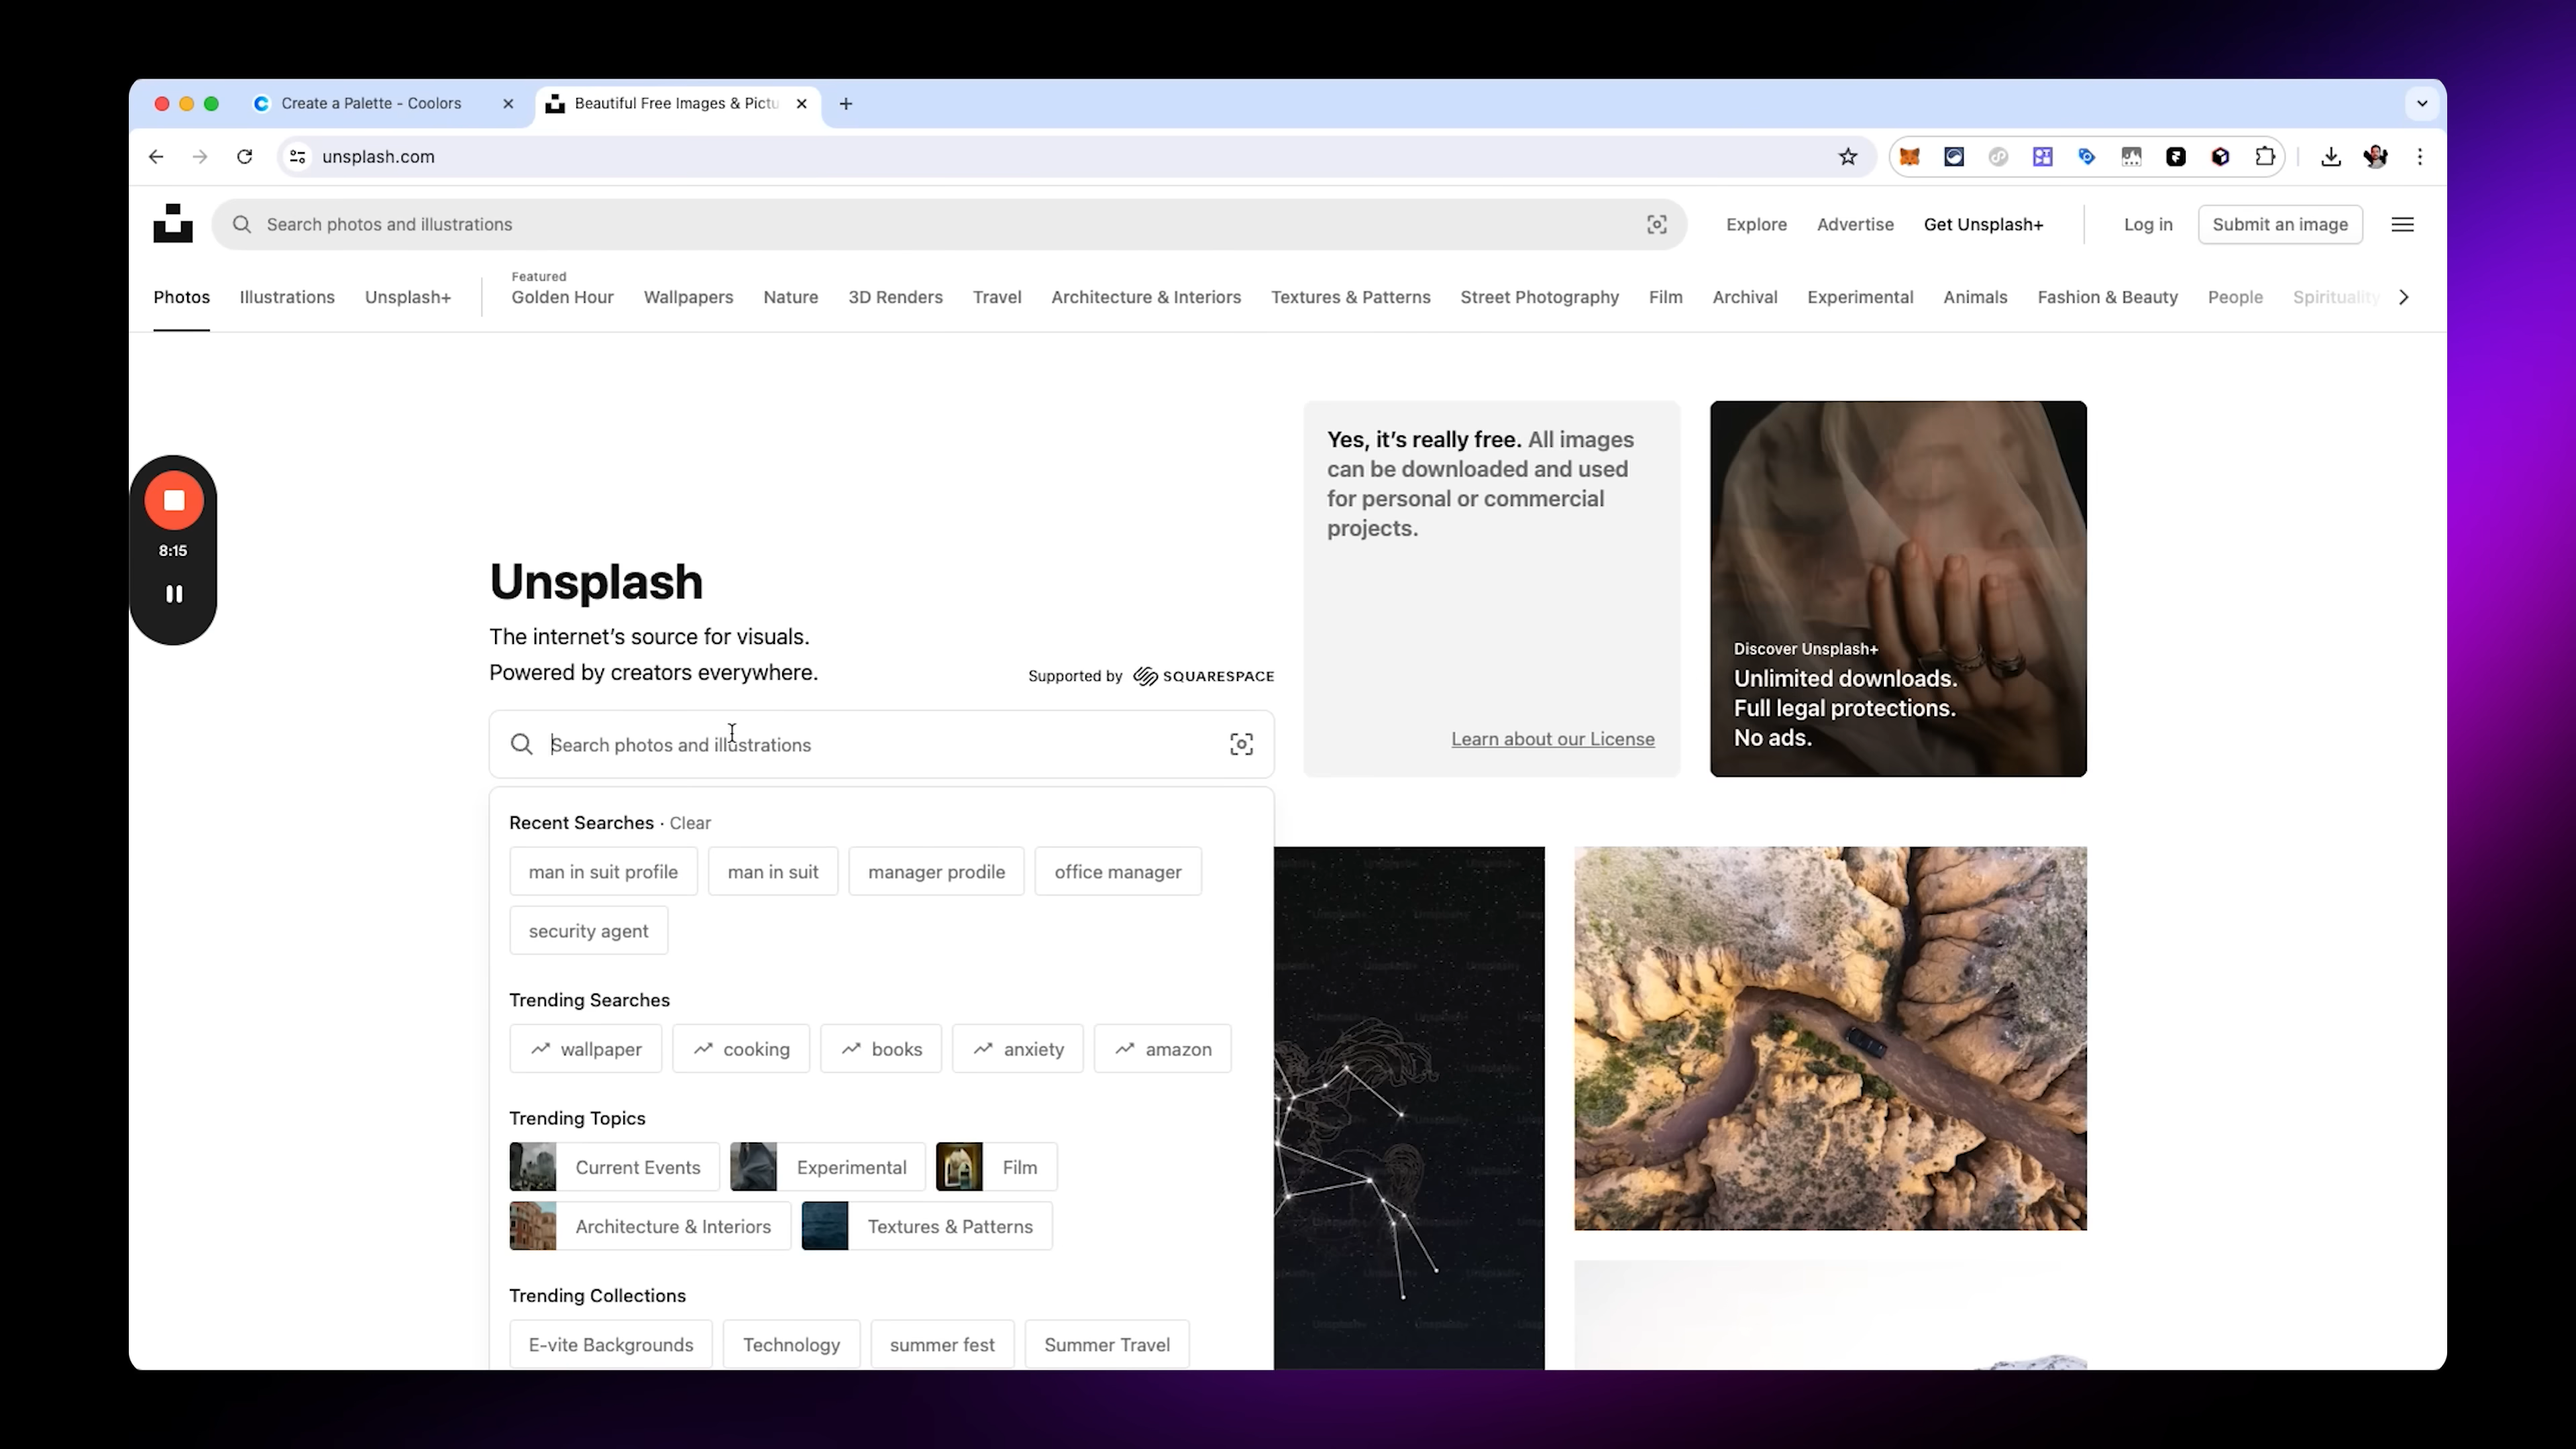 Create a Palette - Coolors
Beautiful Free Images & Pictu
unsplash.com
Search photos and illustrations
Explore
Advertise
Get Unsplash+
Log in
Submit an image
Photos
Illustrations
Unsplash+
Featured
Golden Hour
Wallpapers
Nature
3D Renders
Travel
Architecture & Interiors
Textures & Patterns
Street Photography
Film
Archival
Experimental
Animals
Fashion & Beauty
People
Spirituality
8:15
Unsplash
The internet's source for visuals.
Powered by creators everywhere.
Supported by SQUARESPACE
Search photos and illustrations
Yes, it's really free. All images
can be downloaded and used
for personal or commercial
projects.
Learn about our License
Discover Unsplash+
Unlimited downloads.
Full legal protections.
No ads.
Recent Searches · Clear
man in suit profile
man in suit
manager prodile
office manager
security agent
Trending Searches
wallpaper
cooking
books
anxiety
amazon
Trending Topics
Current Events
Experimental
Film
Architecture & Interiors
Textures & Patterns
Trending Collections
E-vite Backgrounds
Technology
summer fest
Summer Travel